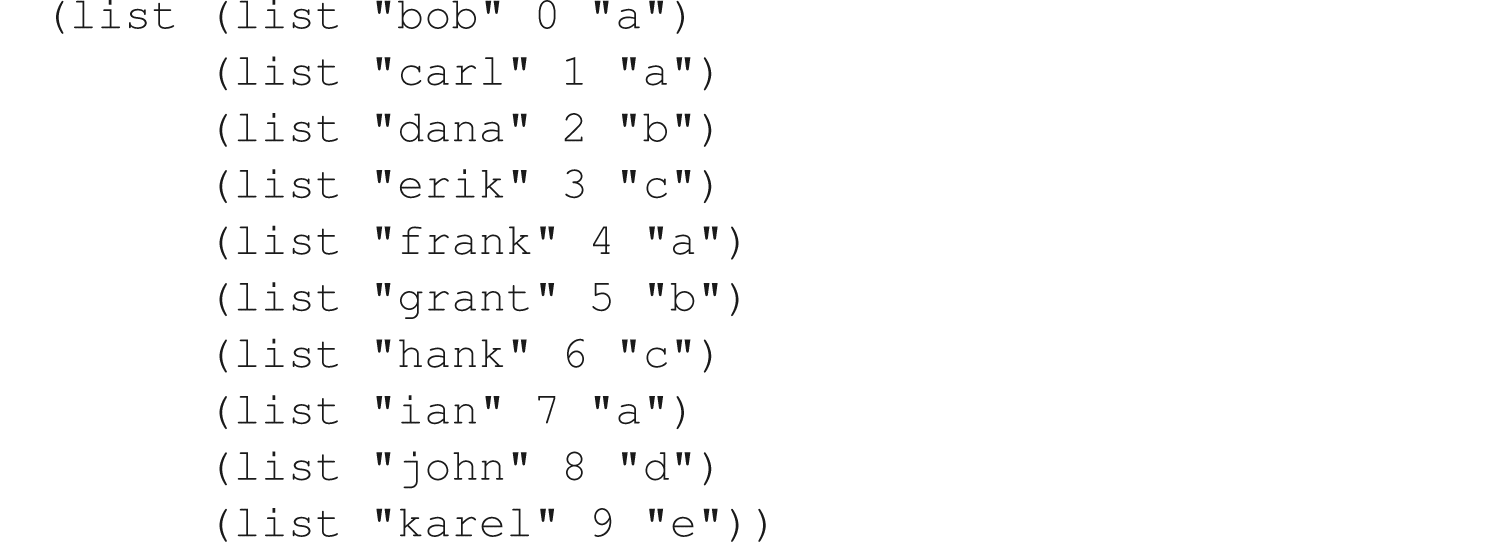 (list (list "bob" 0 "a")
(list "carl" 1 "a")
(list "dana" 2 "b")
(list "erik" 3 "c")
(list "frank" 4 "a")
(list "grant" 5 "b")
(list "hank" 6 "c")
(list "ian" 7 "a")
(list "john" 8 "d")
(list "karel" 9 "e"))